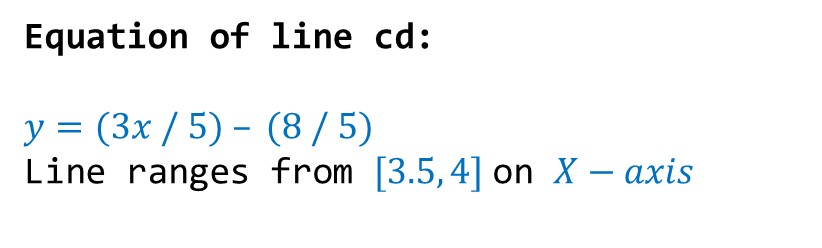 Equation of line cd:
y = (3x / 5) – (8 / 5)
Line ranges from [3.5, 4] on X − axis